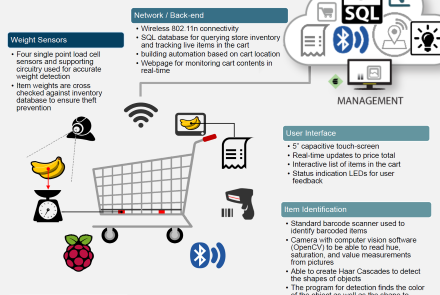 Network / Back-end
• Wireless 802.11n connectivity
• SQL database for querying store inventory
and tracking live items in the cart
• building automation based on cart location
• Webpage for monitoring cart contents in
real-time
Weight Sensors
• Four single point load cell
sensors and supporting
circuitry used for accurate
weight detection
• Item weights are cross
checked against inventory
database to ensure theft
prevention
SQL
MANAGEMENT
User Interface
• 5" capacitive touch-screen
• Real-time updates to price total
• Interactive list of items in the cart
• Status indication LEDs for user
feedback
Item Identification
• Standard barcode scanner used to
identify barcoded items
• Camera with computer vision software
(OpenCV) to be able to read hue,
saturation, and value measurements
from pictures
• Able to create Haar Cascades to detect
the shapes of objects
• The program for detection finds the color
of the object as well as the shape to